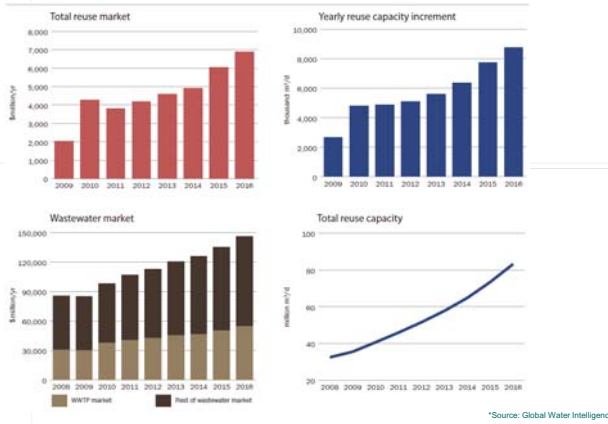 Total reuse market
8,000
7,000
6,000
5,000
4,000
3,000
2,000
1,000
0
$million/yr
2009 2010 2011 2012 2013 2014 2015 2016
Yearly reuse capacity increment
10,000
8,000
6,000
4,000
2,000
0
thousand m³/d
2009 2010 2011 2012 2013 2014 2015 2016
Wastewater market
150,000
120,000
90,000
60,000
30,000
0
$million/yr
2008 2009 2010 2011 2012 2013 2014 2015 2016
WWTP market
Rest of wastewater market
Total reuse capacity
100
80
60
40
20
million m³/d
2008 2009 2010 2011 2012 2013 2014 2015 2016
*Source: Global Water Intelligenc